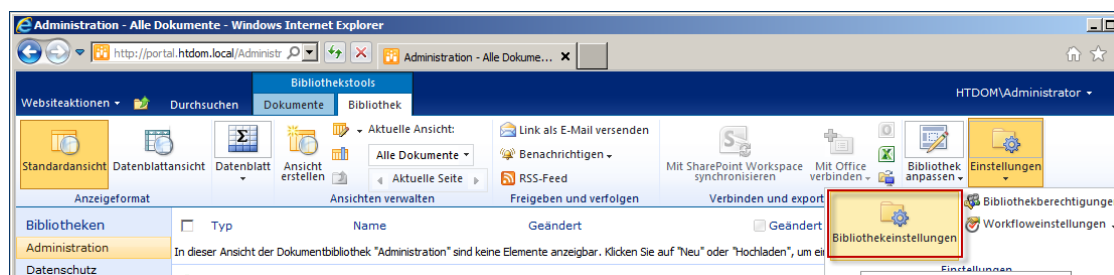 Administration - Alle Dokumente - Windows Internet Explorer
http://portal.htdom.local/Administr
Administration - Alle Dokume...
Bibliothekstools
Websiteaktionen
Durchsuchen
Dokumente
Bibliothek
HTDOM\Administrator
Standardansicht
Datenblattansicht
Datenblatt
Ansicht erstellen
Aktuelle Ansicht:
Alle Dokumente
Aktuelle Seite
Link als E-Mail versenden
Benachrichtigen
RSS-Feed
Mit SharePoint Workspace synchronisieren
Mit Office verbinden
Bibliothek anpassen
Einstellungen
Anzeigeformat
Ansichten verwalten
Freigeben und verfolgen
Verbinden und export
Bibliothekeinstellungen
Bibliothekberechtigunge
Workfloweinstellungen
Einstellungen
Bibliotheken
Typ
Name
Geändert
Geändert
Administration
In dieser Ansicht der Dokumentbibliothek "Administration" sind keine Elemente anzeigbar. Klicken Sie auf "Neu" oder "Hochladen", um ei
Datenschutz